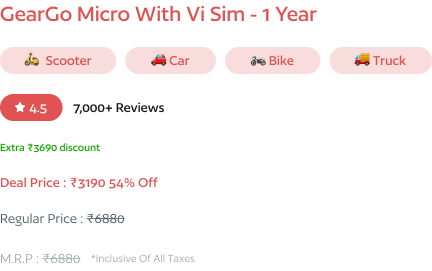 GearGo Micro With Vi Sim - 1 Year
Scooter Car Bike Truck
4.5 7,000+ Reviews
Extra ₹3690 discount
Deal Price : ₹3190 54% Off
Regular Price : ₹6880
M.R.P : ₹6880 *Inclusive Of All Taxes